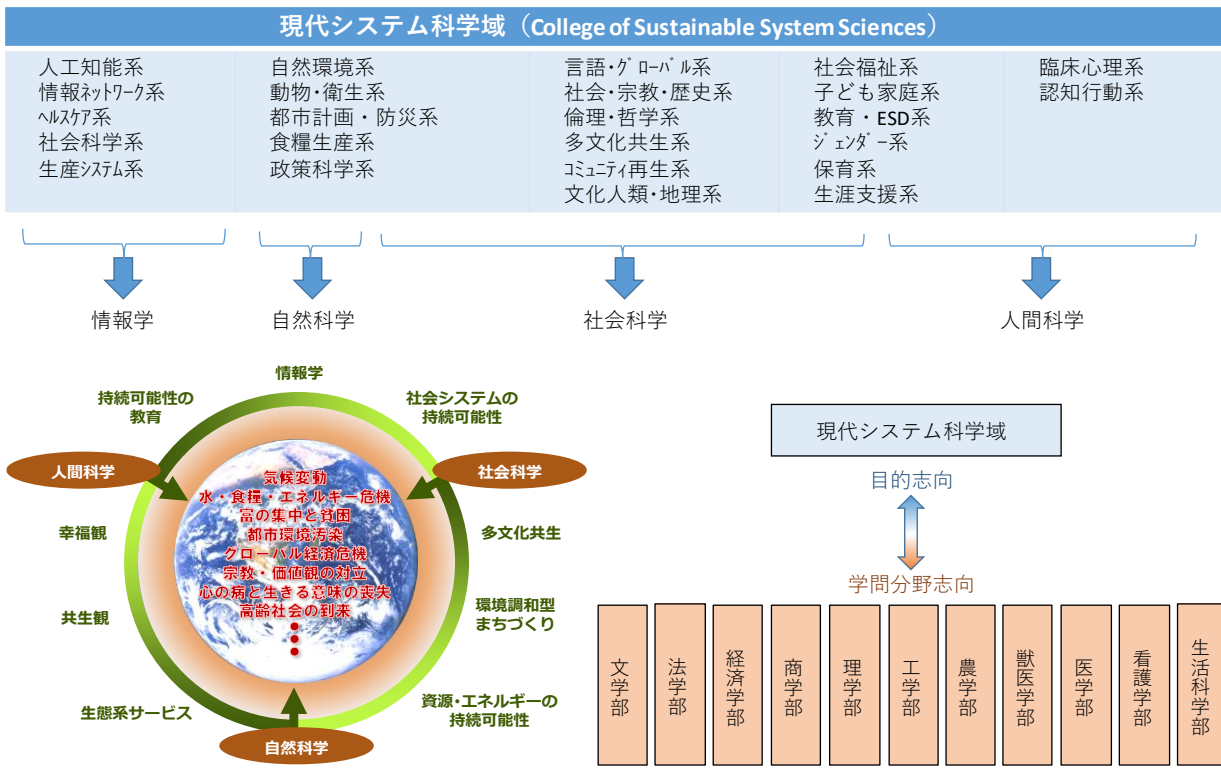 現代システム科学域（College of Sustainable System Sciences）
人工知能系
情報ﾈｯﾄﾜｰｸ系
ﾍﾙｽｹｱ系
社会科学系
生産ｼｽﾃﾑ系
自然環境系
動物・衛生系
都市計画・防災系
食糧生産系
政策科学系
言語・ｸﾞﾛｰﾊﾞﾙ系
社会・宗教・歴史系
倫理・哲学系
多文化共生系
ｺﾐｭﾆﾃｨ再生系
文化人類・地理系
社会福祉系
子ども家庭系
教育・ESD系
ｼﾞｪﾝﾀﾞｰ系
保育系
生涯支援系
臨床心理系
認知行動系
情報学
自然科学
社会科学
人間科学
情報学
持続可能性の
教育
社会システムの
持続可能性
人間科学
社会科学
気候変動
水・食糧・エネルギー危機
富の集中と貧困
都市環境汚染
グローバル経済危機
宗教・価値観の対立
心の病と生きる意味の喪失
高齢社会の到来
幸福観
多文化共生
共生観
環境調和型
まちづくり
生態系サービス
資源・エネルギーの
持続可能性
自然科学
現代システム科学域
目的志向
学問分野志向
文学部
法学部
経済学部
商学部
理学部
工学部
農学部
獣医学部
医学部
看護学部
生活科学部